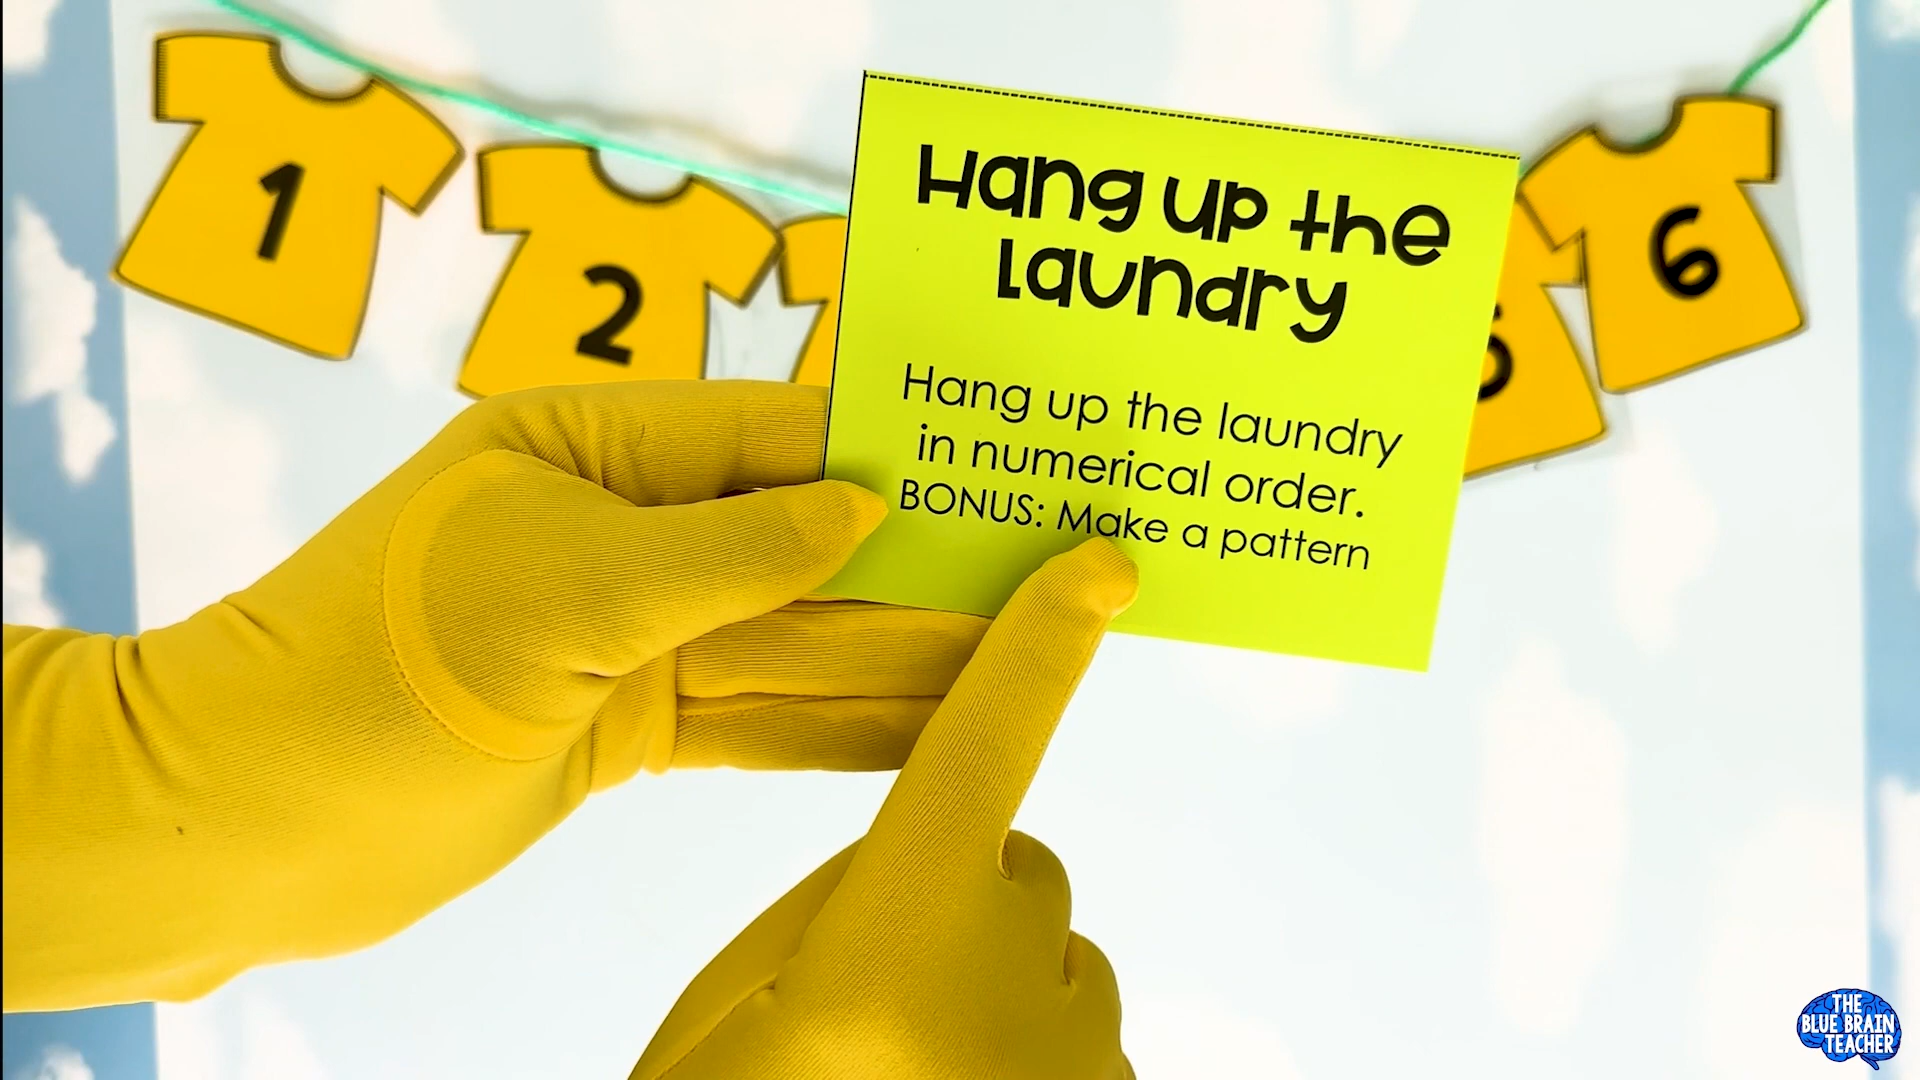 1
2
6
5
Hang up the
Laundry
Hang up the laundry
in numerical order.
BONUS: Make a pattern
THE
BLUE BRAIN
TEACHER